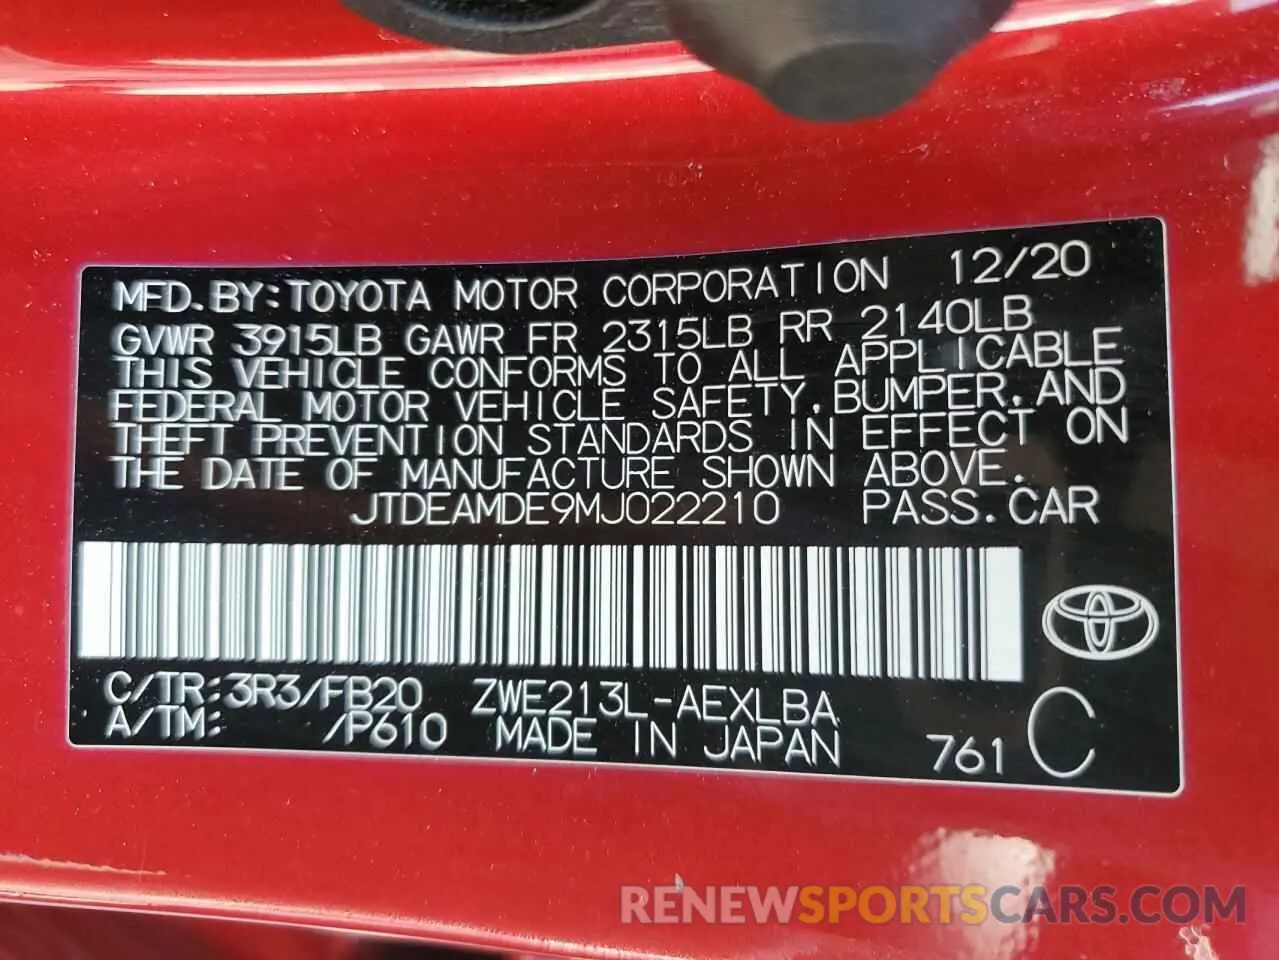 MFD.BY:TOYOTA MOTOR CORPORATION 12/20
GVWR 3915LB GAWR FR 2315LB RR 2140LB
THIS VEHICLE CONFORMS TO ALL APPLICABLE
FEDERAL MOTOR VEHICLE SAFETY,BUMPER,AND
THEFT PREVENTION STANDARDS IN EFFECT ON
THE DATE OF MANUFACTURE SHOWN ABOVE.
JTDEAMDE9MJ022210 PASS.CAR
C/TR:3R3/FB20 ZWE213L-AEXLBA
A/TM: /P610 MADE IN JAPAN 761 C
RENEWSPORTSCARS.COM